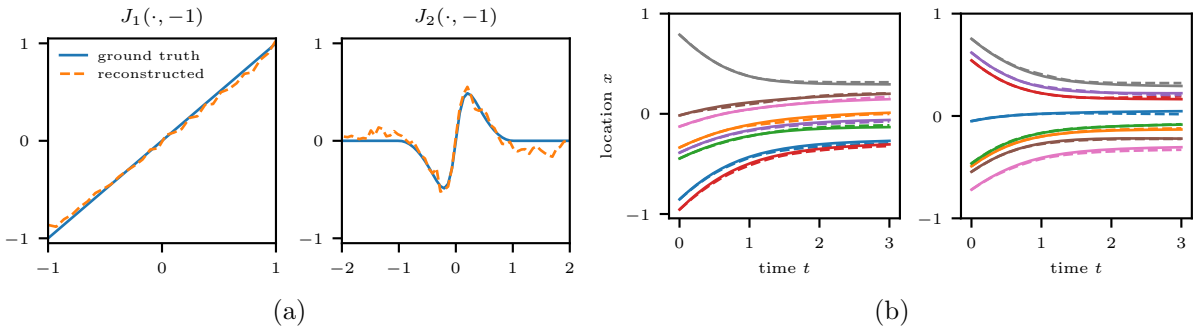 J₁(·, −1)
1
0
−1
−1 0 1
ground truth
reconstructed
J₂(·, −1)
1
0
−1
−2 −1 0 1 2
(a)
location x
1
0
−1
0 1 2 3
time t
1
0
−1
0 1 2 3
time t
(b)